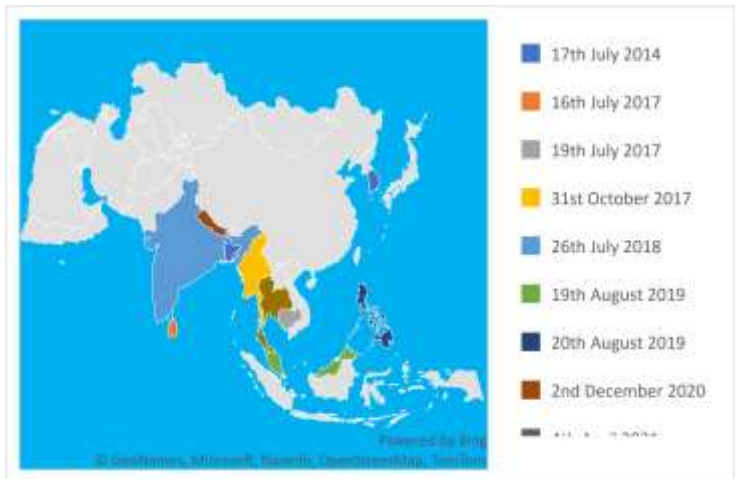 17th July 2014
16th July 2017
19th July 2017
31st October 2017
26th July 2018
19th August 2019
20th August 2019
2nd December 2020
Powered by Bing
© GeoNames, Microsoft, Navinfo, OpenStreetMap, TomTom